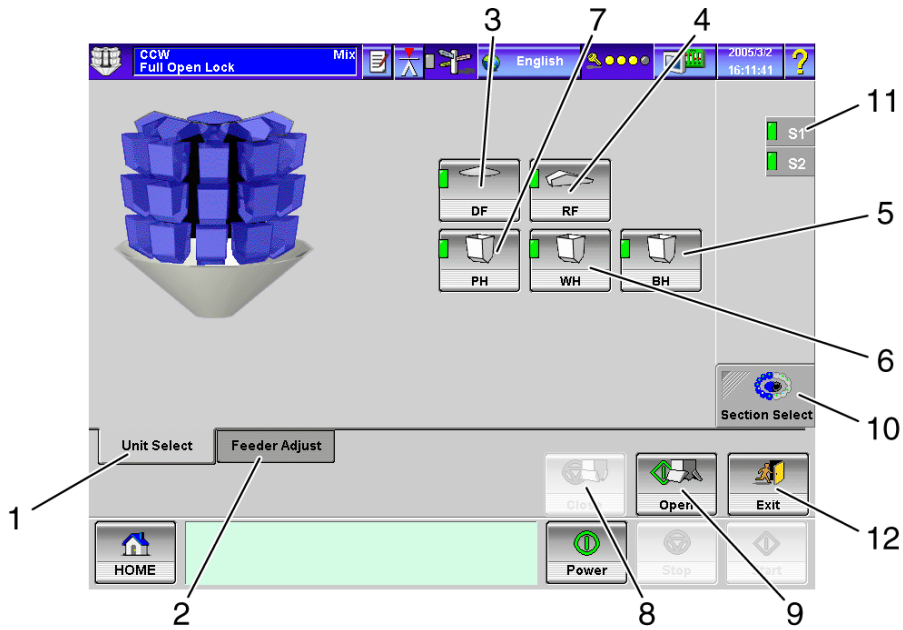 3
7
4
CCW Mix
Full Open Lock
English
2005/3/2
16:11:41
?
11
S1
S2
DF
RF
5
PH
WH
BH
6
Section Select
10
Unit Select
Feeder Adjust
1
Close
Open
Exit
12
HOME
Power
Stop
Start
2
8
9